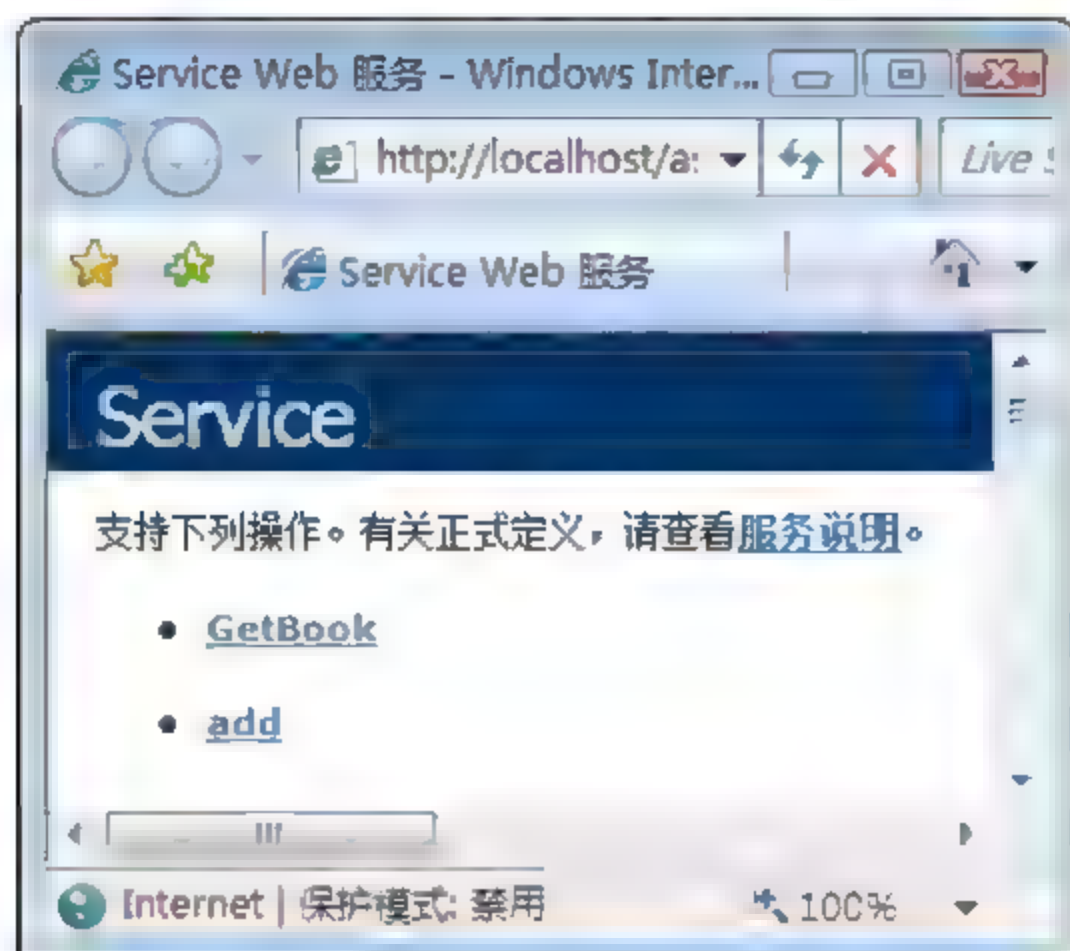 Service Web 服务 - Windows Inter...
http://localhost/a:
Live S
Service Web 服务
Service
支持下列操作。有关正式定义，请查看服务说明。
• GetBook
• add
Internet | 保护模式: 禁用
100%